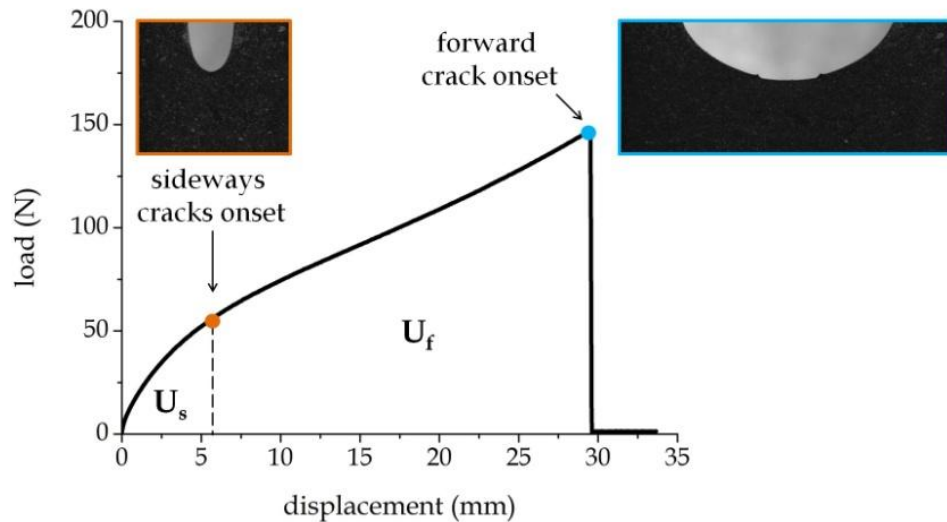 200
150
100
50
0
load (N)
forward
crack onset
sideways
cracks onset
U_s
U_f
0 5 10 15 20 25 30 35
displacement (mm)